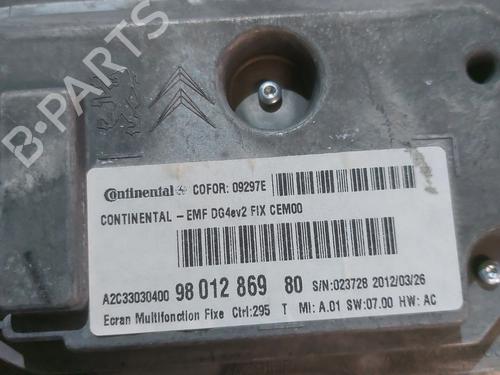 B-PARTS
Continental COFOR: 09297E
CONTINENTAL - EMF DG4ev2 FIX CEM00
A2C33030400 98 012 869 80 S/N:023728 2012/03/26
Ecran Multifonction Fixe Ctrl:295 T MI: A.01 SW:07.00 HW: AC